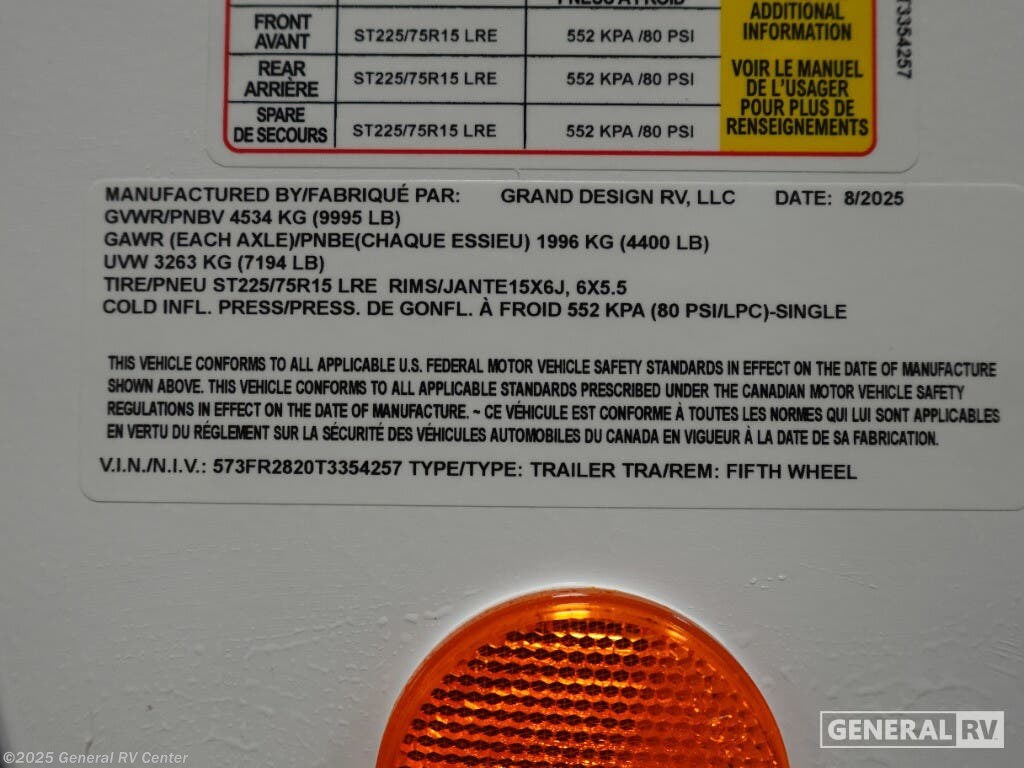 ADDITIONAL
INFORMATION
FRONT
AVANT
ST225/75R15 LRE 552 KPA /80 PSI
REAR
ARRIÈRE
ST225/75R15 LRE 552 KPA /80 PSI
VOIR LE MANUEL
DE L'USAGER
POUR PLUS DE
RENSEIGNEMENTS
SPARE
DE SECOURS
ST225/75R15 LRE 552 KPA /80 PSI
T3354257
MANUFACTURED BY/FABRIQUÉ PAR: GRAND DESIGN RV, LLC DATE: 8/2025
GVWR/PNBV 4534 KG (9995 LB)
GAWR (EACH AXLE)/PNBE(CHAQUE ESSIEU) 1996 KG (4400 LB)
UVW 3263 KG (7194 LB)
TIRE/PNEU ST225/75R15 LRE RIMS/JANTE15X6J, 6X5.5
COLD INFL. PRESS/PRESS. DE GONFL. À FROID 552 KPA (80 PSI/LPC)-SINGLE
THIS VEHICLE CONFORMS TO ALL APPLICABLE U.S. FEDERAL MOTOR VEHICLE SAFETY STANDARDS IN EFFECT ON THE DATE OF MANUFACTURE
SHOWN ABOVE. THIS VEHICLE CONFORMS TO ALL APPLICABLE STANDARDS PRESCRIBED UNDER THE CANADIAN MOTOR VEHICLE SAFETY
REGULATIONS IN EFFECT ON THE DATE OF MANUFACTURE. ~ CE VÉHICULE EST CONFORME À TOUTES LES NORMES QUI LUI SONT APPLICABLES
EN VERTU DU RÉGLEMENT SUR LA SÉCURITÉ DES VÉHICULES AUTOMOBILES DU CANADA EN VIGUEUR À LA DATE DE SA FABRICATION.
V.I.N./N.I.V.: 573FR2820T3354257 TYPE/TYPE: TRAILER TRA/REM: FIFTH WHEEL
GENERAL RV
©2025 General RV Center